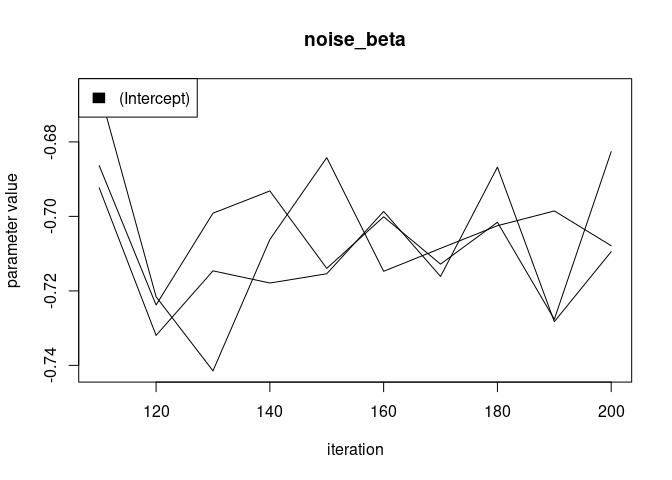 noise_beta
(Intercept)
parameter value
-0.68
-0.70
-0.72
-0.74
120 140 160 180 200
iteration